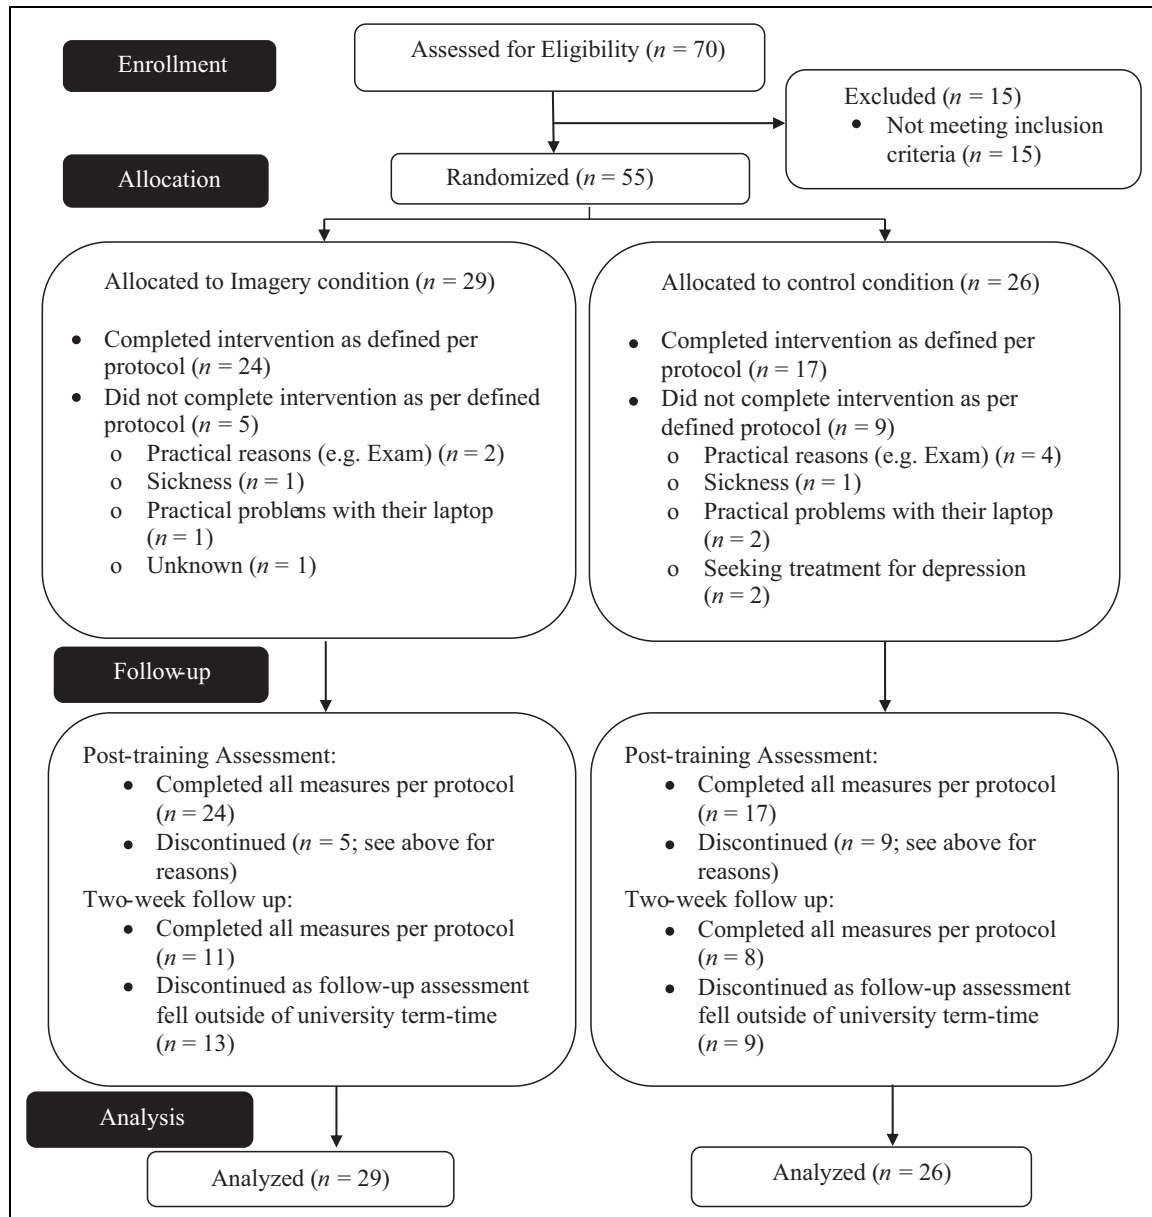 Enrollment
Assessed for Eligibility (n = 70)
Excluded (n = 15)
• Not meeting inclusion
criteria (n = 15)
Allocation
Randomized (n = 55)
Allocated to Imagery condition (n = 29)
• Completed intervention as defined per
protocol (n = 24)
• Did not complete intervention as per defined
protocol (n = 5)
o Practical reasons (e.g. Exam) (n = 2)
o Sickness (n = 1)
o Practical problems with their laptop
(n = 1)
o Unknown (n = 1)
Allocated to control condition (n = 26)
• Completed intervention as defined per
protocol (n = 17)
• Did not complete intervention as per
defined protocol (n = 9)
o Practical reasons (e.g. Exam) (n = 4)
o Sickness (n = 1)
o Practical problems with their laptop
(n = 2)
o Seeking treatment for depression
(n = 2)
Follow-up
Post-training Assessment:
• Completed all measures per protocol
(n = 24)
• Discontinued (n = 5; see above for
reasons)
Two-week follow up:
• Completed all measures per protocol
(n = 11)
• Discontinued as follow-up assessment
fell outside of university term-time
(n = 13)
Post-training Assessment:
• Completed all measures per protocol
(n = 17)
• Discontinued (n = 9; see above for
reasons)
Two-week follow up:
• Completed all measures per protocol
(n = 8)
• Discontinued as follow-up assessment
fell outside of university term-time
(n = 9)
Analysis
Analyzed (n = 29)
Analyzed (n = 26)